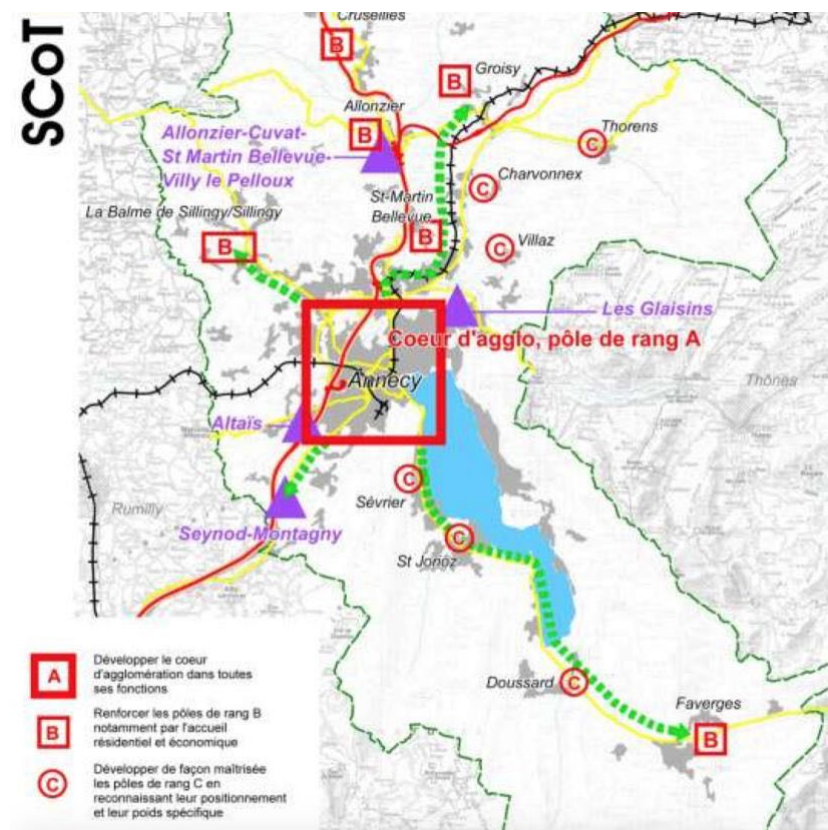 SCoT
Cruseilles
B
B
Groisy
Allonzier
B
Thorens
C
Allonzier-Cuvat-
St Martin Bellevue-
Villy le Pelloux
Charvonnex
C
St-Martin
Bellevue
La Balme de Sillingy/Sillingy
B
B
Villaz
C
Les Glaisins
Coeur d'agglo, pôle de rang A
Annecy
Thônes
Altaïs
C
Sévrier
Rumilly
Seynod-Montagny
C
St Jorioz
Doussard
C
Faverges
B
A
Développer le coeur
d'agglomération dans toutes
ses fonctions
B
Renforcer les pôles de rang B
notamment par l'accueil
résidentiel et économique
C
Développer de façon maîtrisée
les pôles de rang C en
reconnaissant leur positionnement
et leur poids spécifique